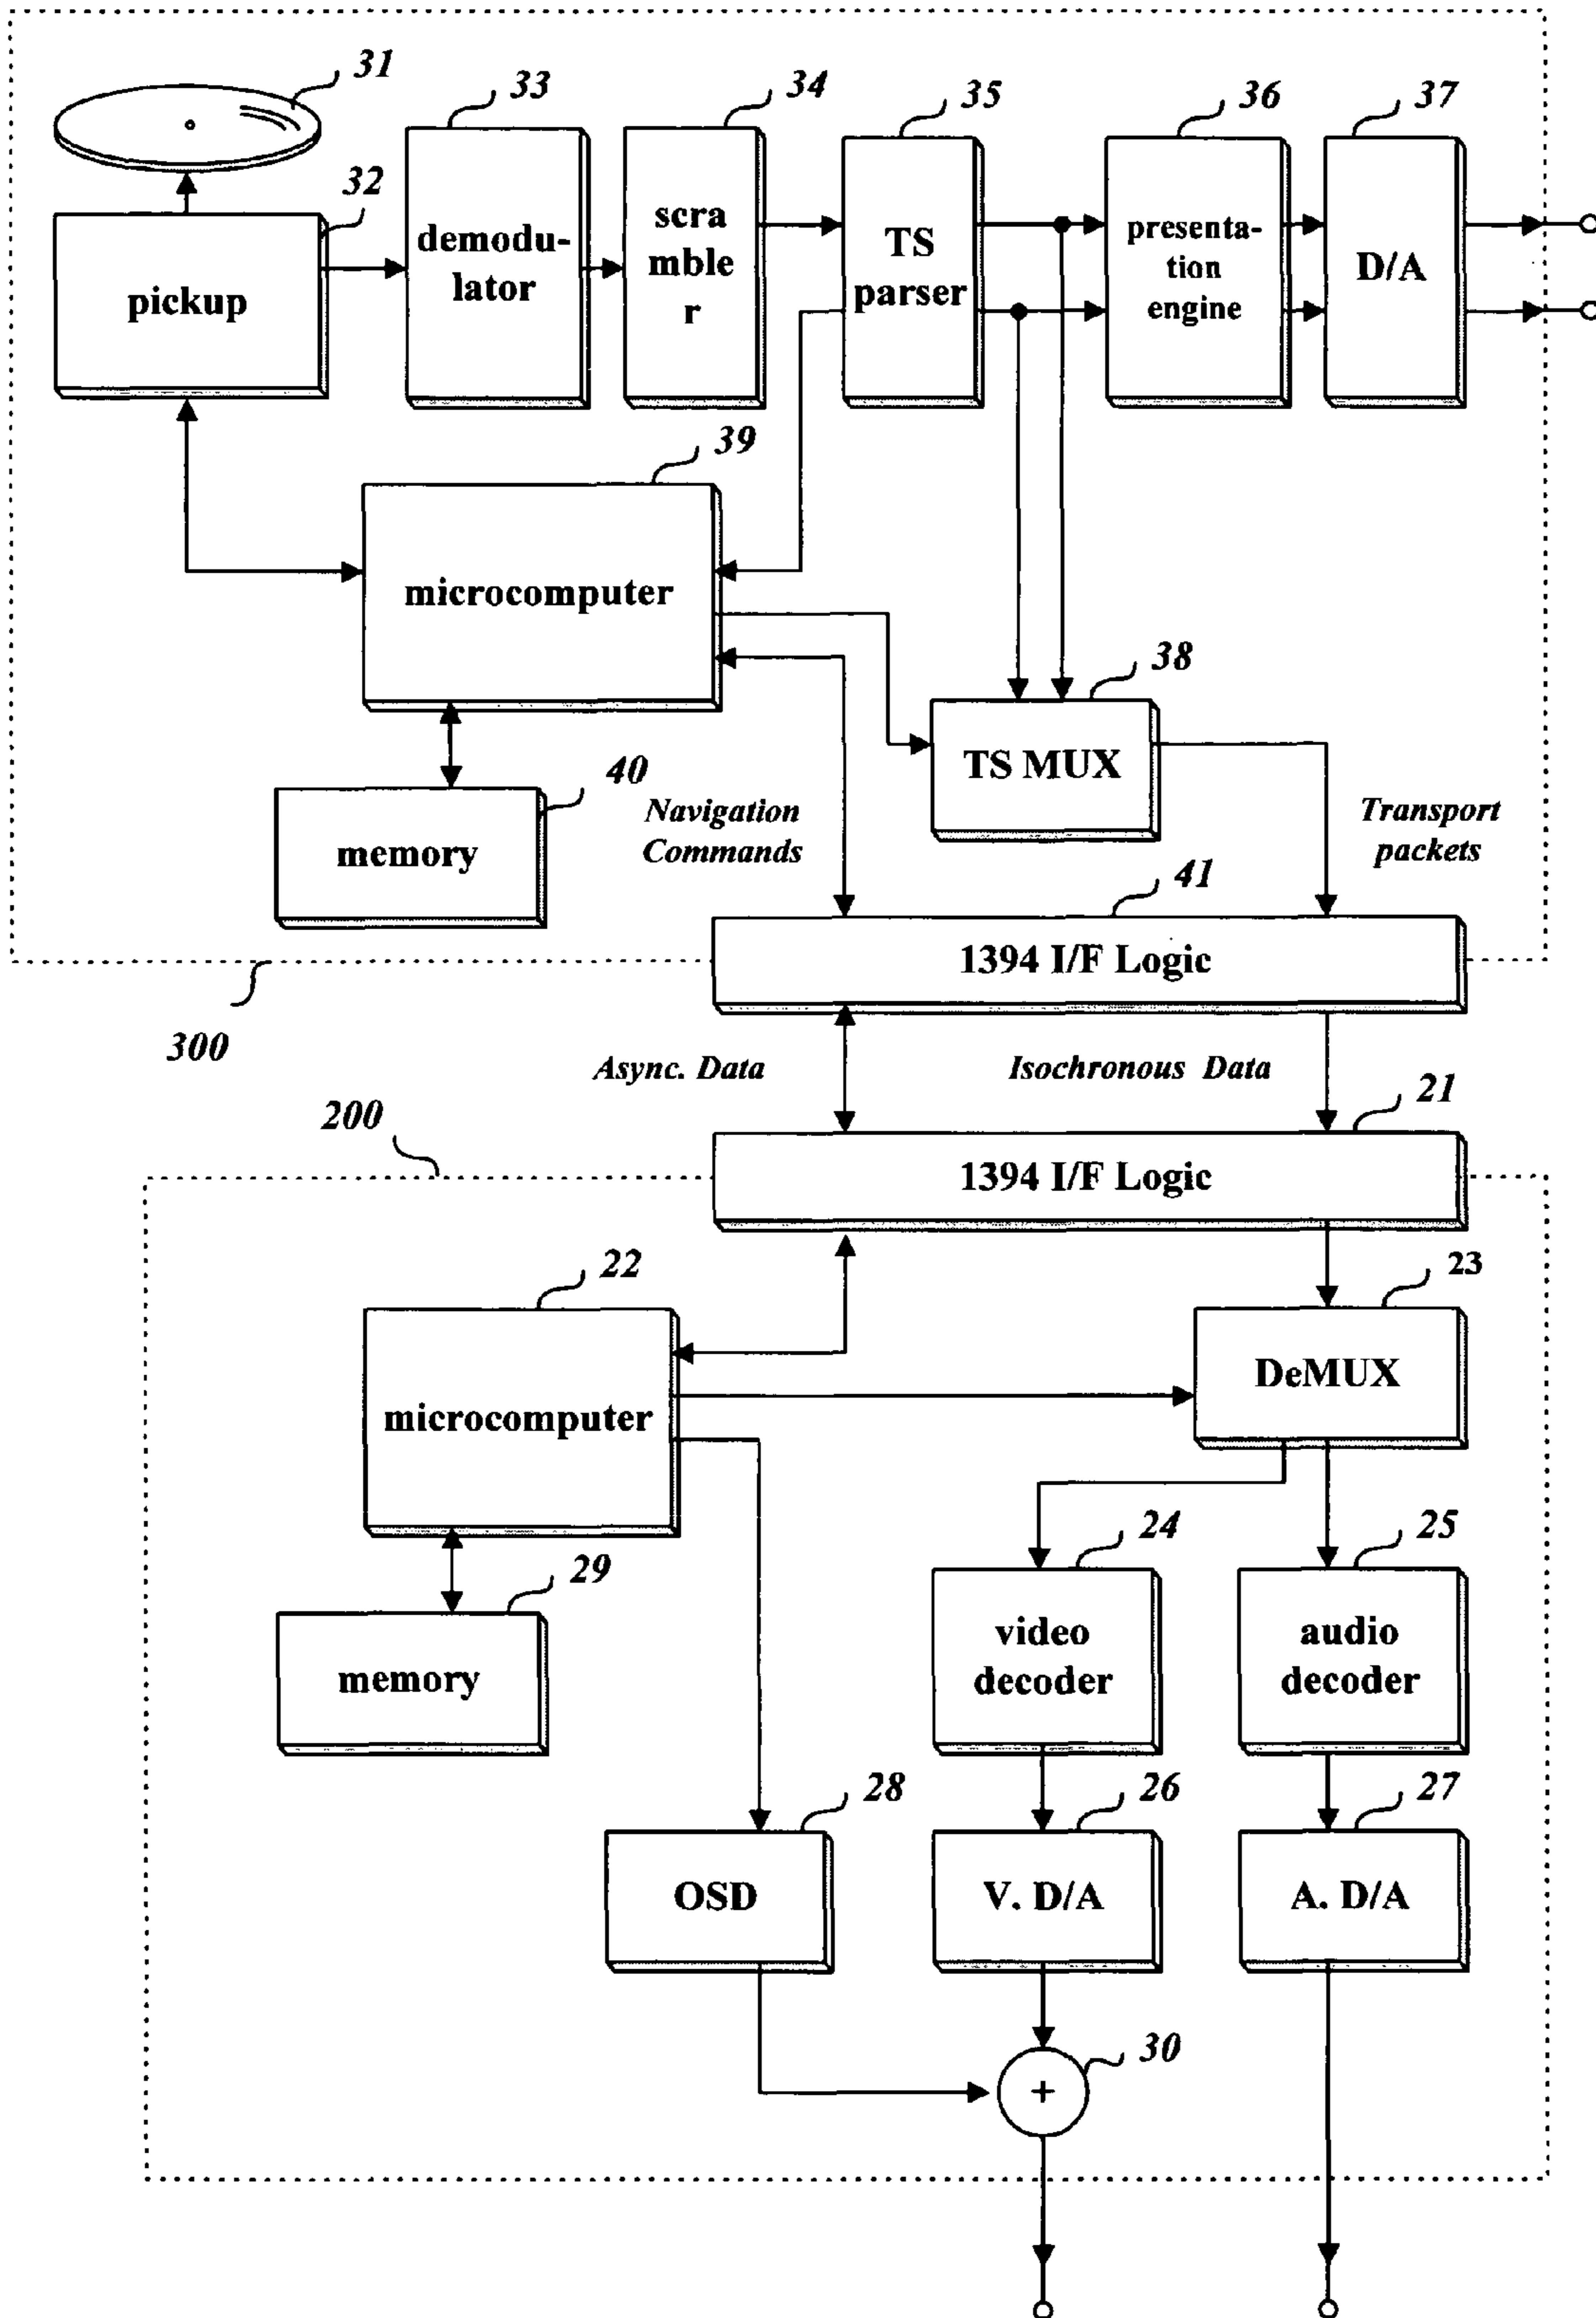 31
33
34
35
36
37
32
demodu-
lator
scra
mble
r
TS
parser
presenta-
tion
engine
D/A
pickup
39
microcomputer
38
TS MUX
40
memory
Navigation
Commands
Transport
packets
41
1394 I/F Logic
300
Async. Data
Isochronous Data
21
200
1394 I/F Logic
22
23
DeMUX
microcomputer
24
25
29
video
decoder
audio
decoder
memory
28
26
27
OSD
V. D/A
A. D/A
30
+